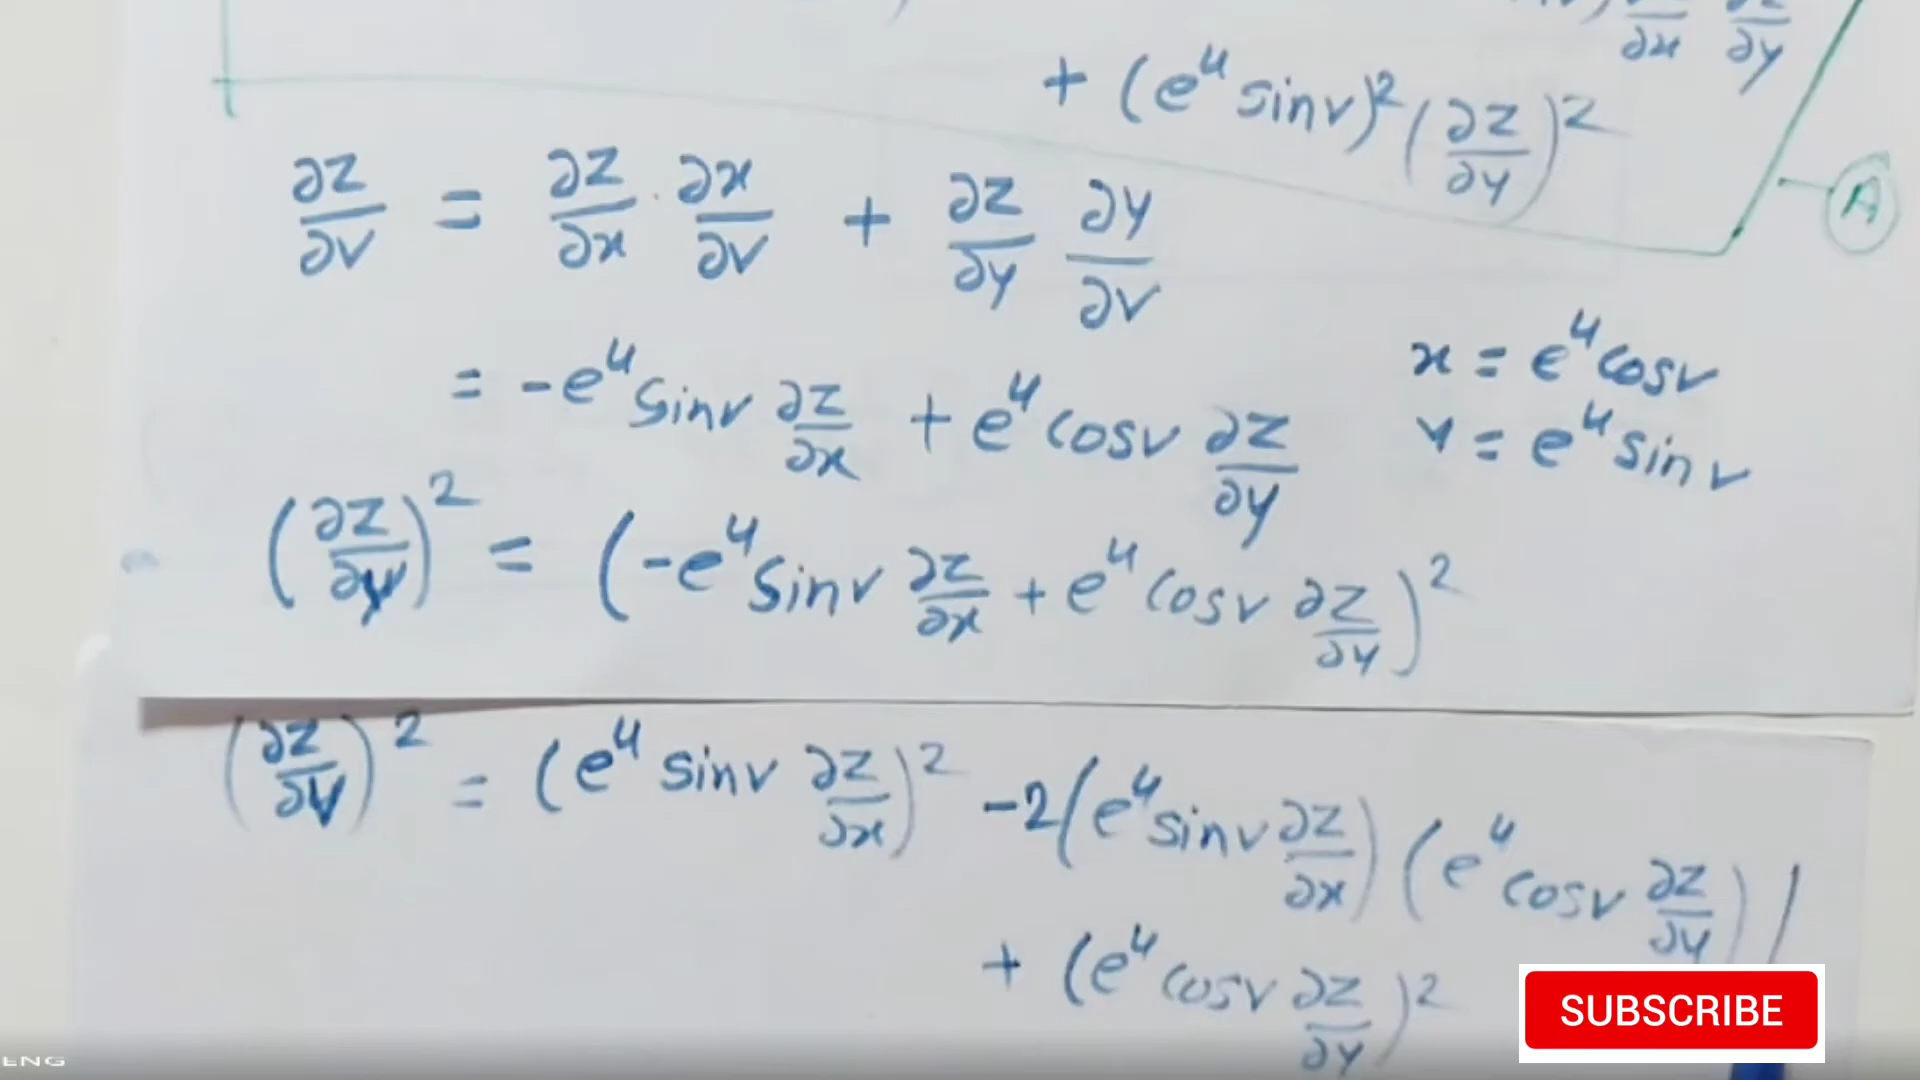 ∂x ∂y
+ (e^u sinv)^2 (∂z/∂y)^2
A
∂z/∂v = ∂z/∂x · ∂x/∂v + ∂z/∂y ∂y/∂v
= -e^u sinv ∂z/∂x + e^u cosv ∂z/∂y
x = e^u cosv
y = e^u sinv
(∂z/∂v)^2 = (-e^u sinv ∂z/∂x + e^u cosv ∂z/∂y)^2
(∂z/∂v)^2 = (e^u sinv ∂z/∂x)^2 -2(e^u sinv ∂z/∂x) (e^u cosv ∂z/∂y)
+ (e^u cosv ∂z/∂y)^2
SUBSCRIBE
ENG